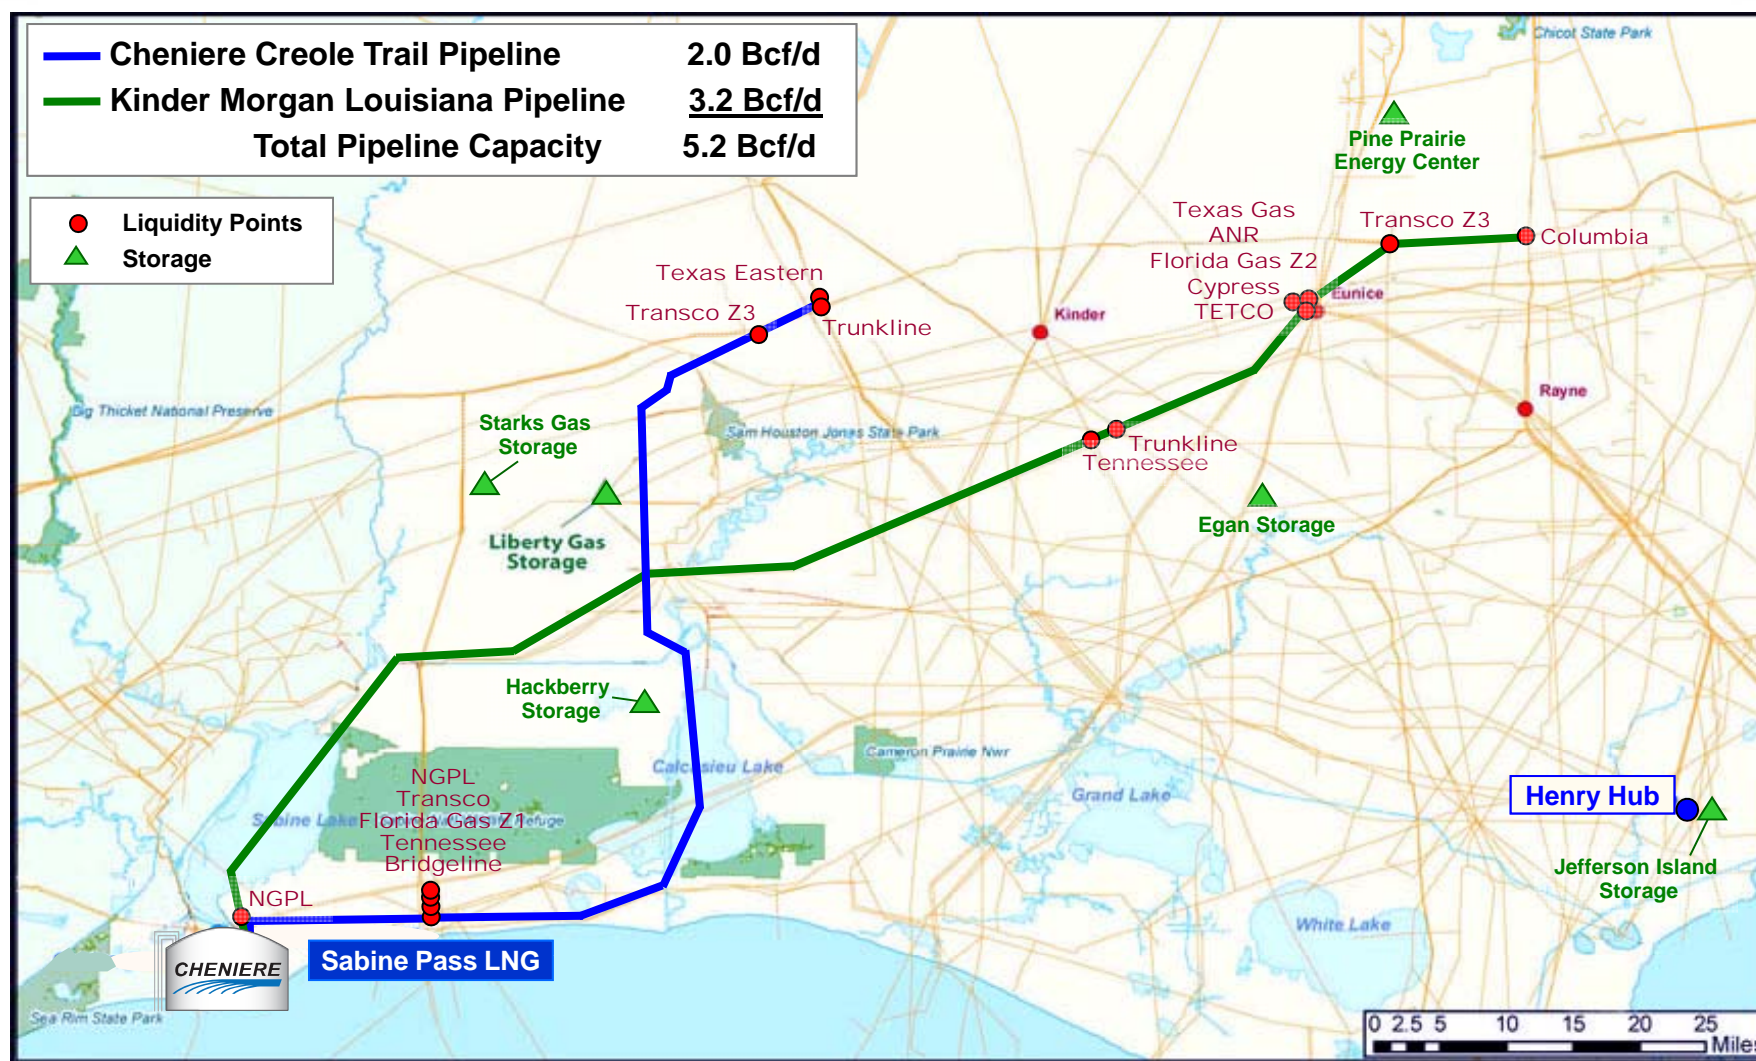 Cheniere Creole Trail Pipeline 2.0 Bcf/d
Kinder Morgan Louisiana Pipeline 3.2 Bcf/d
Total Pipeline Capacity 5.2 Bcf/d
Liquidity Points
Storage
Chicot State Park
Pine Prairie
Energy Center
Texas Gas
ANR
Florida Gas Z2
Cypress
TETCO
Transco Z3
Columbia
Eunice
Texas Eastern
Transco Z3
Trunkline
Kinder
Rayne
Big Thicket National Preserve
Starks Gas
Storage
Sam Houston Jones State Park
Trunkline
Tennessee
Egan Storage
Liberty Gas
Storage
Hackberry
Storage
Calcasieu Lake
Cameron Prairie Nwr
Grand Lake
NGPL
Transco
Florida Gas Z1
Tennessee
Bridgeline
Sabine Lake
Refuge
Henry Hub
Jefferson Island
Storage
NGPL
White Lake
Sabine Pass LNG
CHENIERE
Sea Rim State Park
0 2.5 5 10 15 20 25
Miles